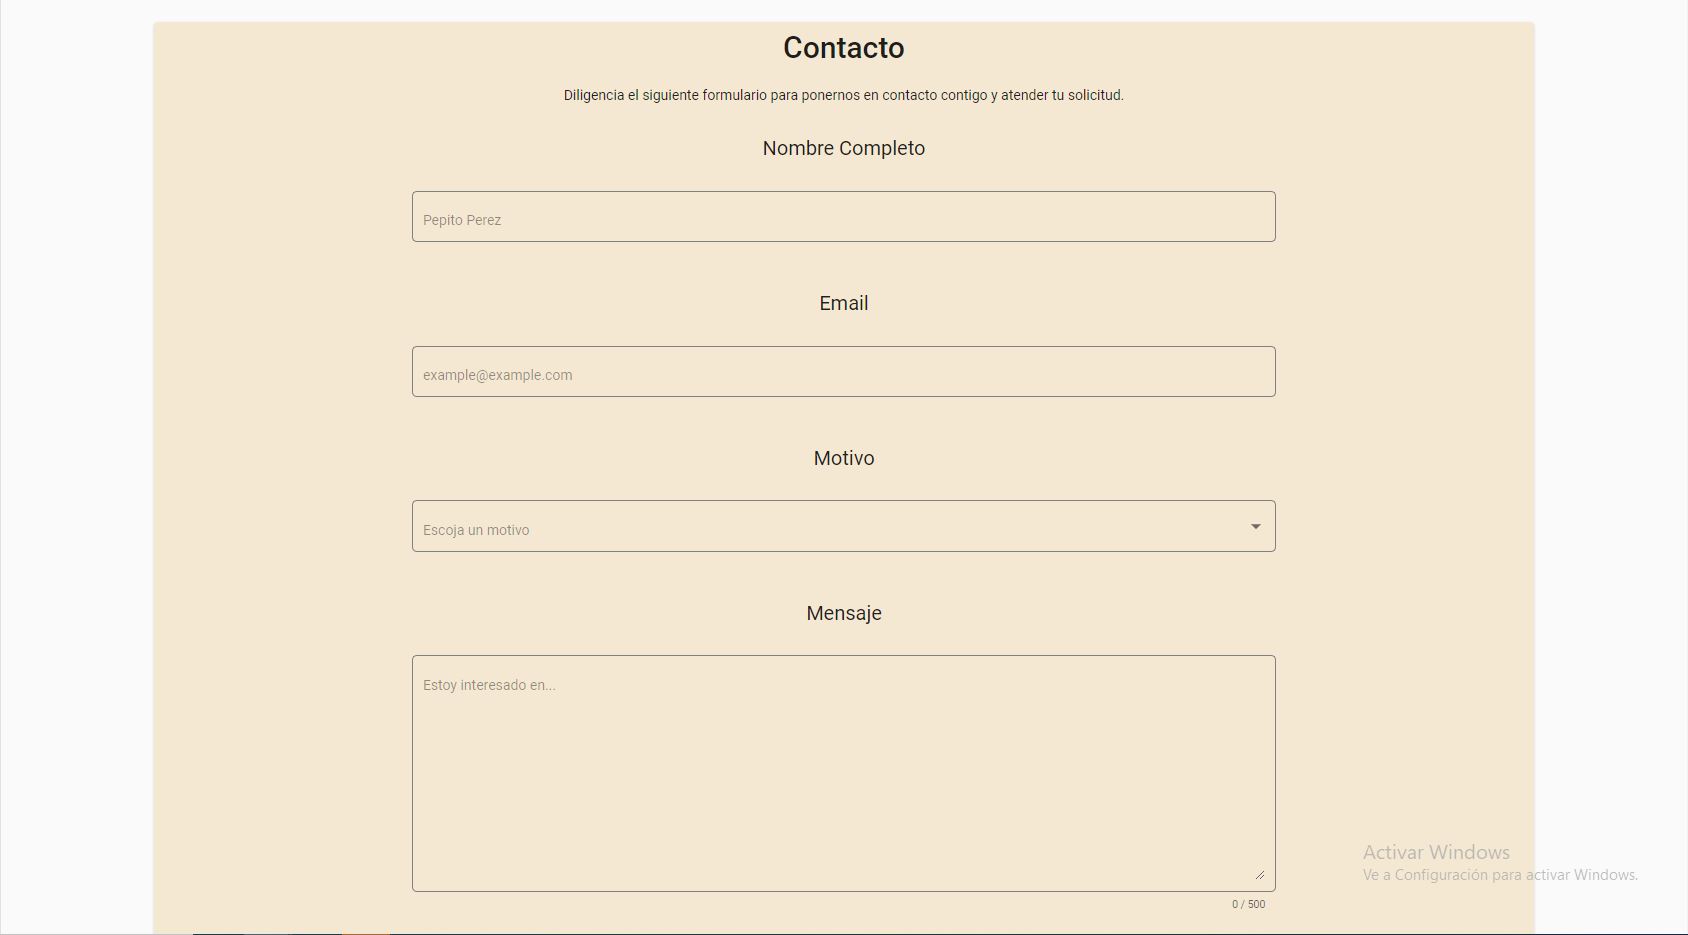 Contacto
Diligencia el siguiente formulario para ponernos en contacto contigo y atender tu solicitud.
Nombre Completo
Pepito Perez
Email
example@example.com
Motivo
Escoja un motivo
Mensaje
Estoy interesado en...
Activar Windows
Ve a Configuración para activar Windows.
0 / 500